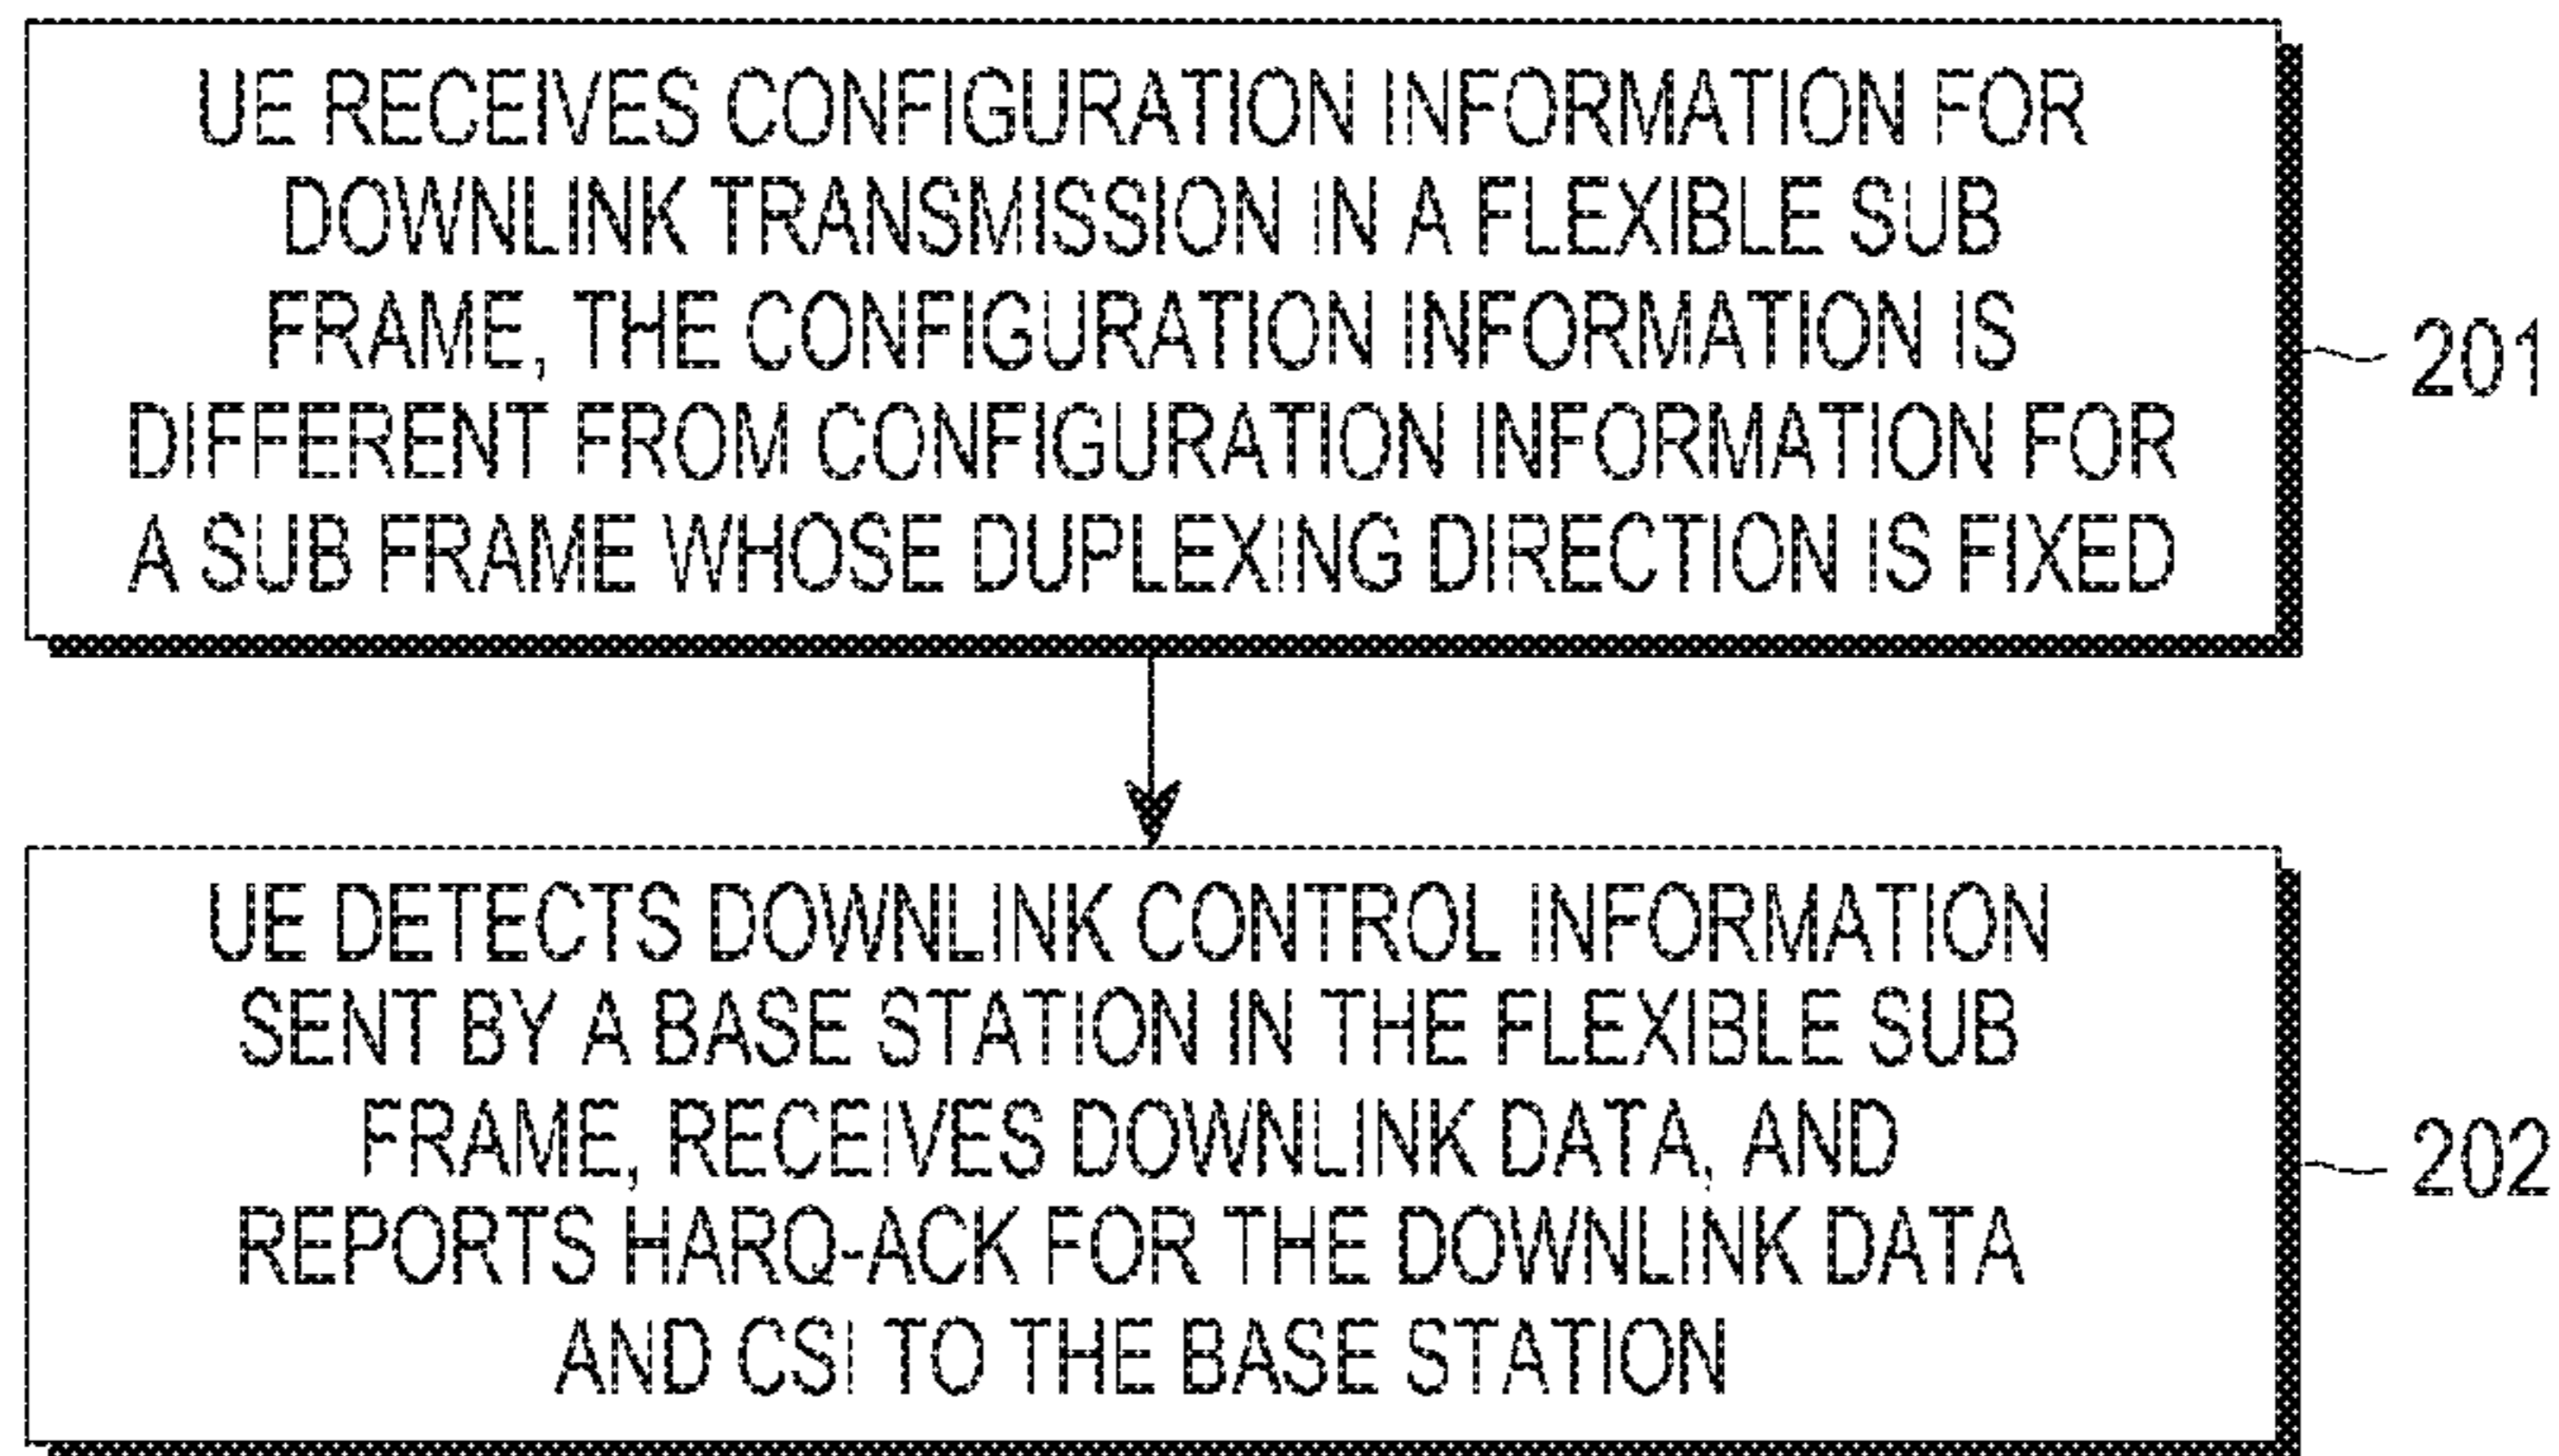 UE RECEIVES CONFIGURATION INFORMATION FOR
DOWNLINK TRANSMISSION IN A FLEXIBLE SUB
FRAME, THE CONFIGURATION INFORMATION IS
DIFFERENT FROM CONFIGURATION INFORMATION FOR
A SUB FRAME WHOSE DUPLEXING DIRECTION IS FIXED
201
UE DETECTS DOWNLINK CONTROL INFORMATION
SENT BY A BASE STATION IN THE FLEXIBLE SUB
FRAME, RECEIVES DOWNLINK DATA, AND
REPORTS HARQ-ACK FOR THE DOWNLINK DATA
AND CSI TO THE BASE STATION
202